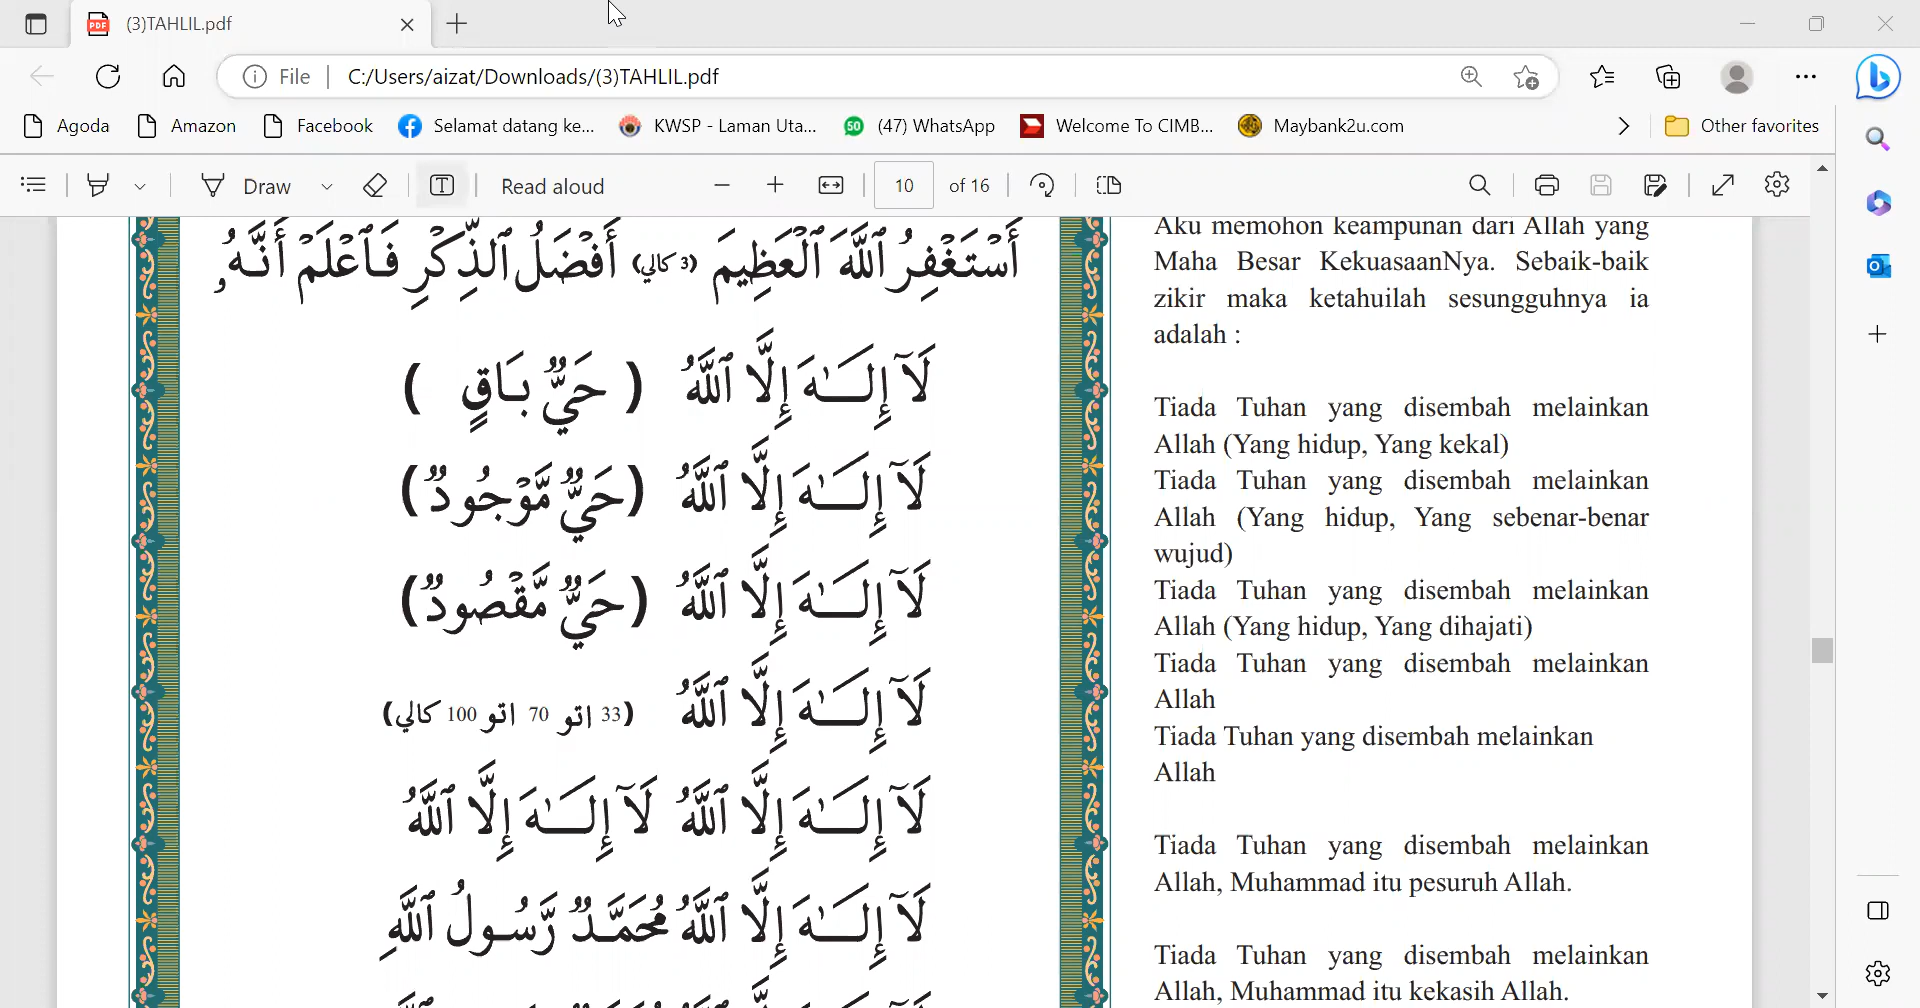 (3)TAHLIL.pdf
File
C:/Users/aizat/Downloads/(3)TAHLIL.pdf
Agoda
Amazon
Facebook
Selamat datang ke...
KWSP - Laman Uta...
50
(47) WhatsApp
Welcome To CIMB...
Maybank2u.com
Other favorites
Draw
Read aloud
10
of 16
أَسْتَغْفِرُ ٱللَّهَ ٱلْعَظِيمَ (3 كالي) أَفْضَلُ ٱلذِّكْرِ فَٱعْلَمْ أَنَّهُۥ
لَآ إِلَـٰهَ إِلَّا ٱللَّهُ ( حَيٌّ بَاقٍ )
لَآ إِلَـٰهَ إِلَّا ٱللَّهُ (حَيٌّ مَّوْجُودٌ)
لَآ إِلَـٰهَ إِلَّا ٱللَّهُ (حَيٌّ مَّقْصُودٌ)
لَآ إِلَـٰهَ إِلَّا ٱللَّهُ (33 اتو 70 اتو 100 كالي)
لَآ إِلَـٰهَ إِلَّا ٱللَّهُ لَآ إِلَـٰهَ إِلَّا ٱللَّهُ
لَآ إِلَـٰهَ إِلَّا ٱللَّهُ مُحَمَّدٌ رَّسُولُ ٱللَّهِ
Aku memohon keampunan dari Allah yang
Maha Besar KekuasaanNya. Sebaik-baik
zikir maka ketahuilah sesungguhnya ia
adalah :
Tiada Tuhan yang disembah melainkan
Allah (Yang hidup, Yang kekal)
Tiada Tuhan yang disembah melainkan
Allah (Yang hidup, Yang sebenar-benar
wujud)
Tiada Tuhan yang disembah melainkan
Allah (Yang hidup, Yang dihajati)
Tiada Tuhan yang disembah melainkan
Allah
Tiada Tuhan yang disembah melainkan
Allah
Tiada Tuhan yang disembah melainkan
Allah, Muhammad itu pesuruh Allah.
Tiada Tuhan yang disembah melainkan
Allah, Muhammad itu kekasih Allah.